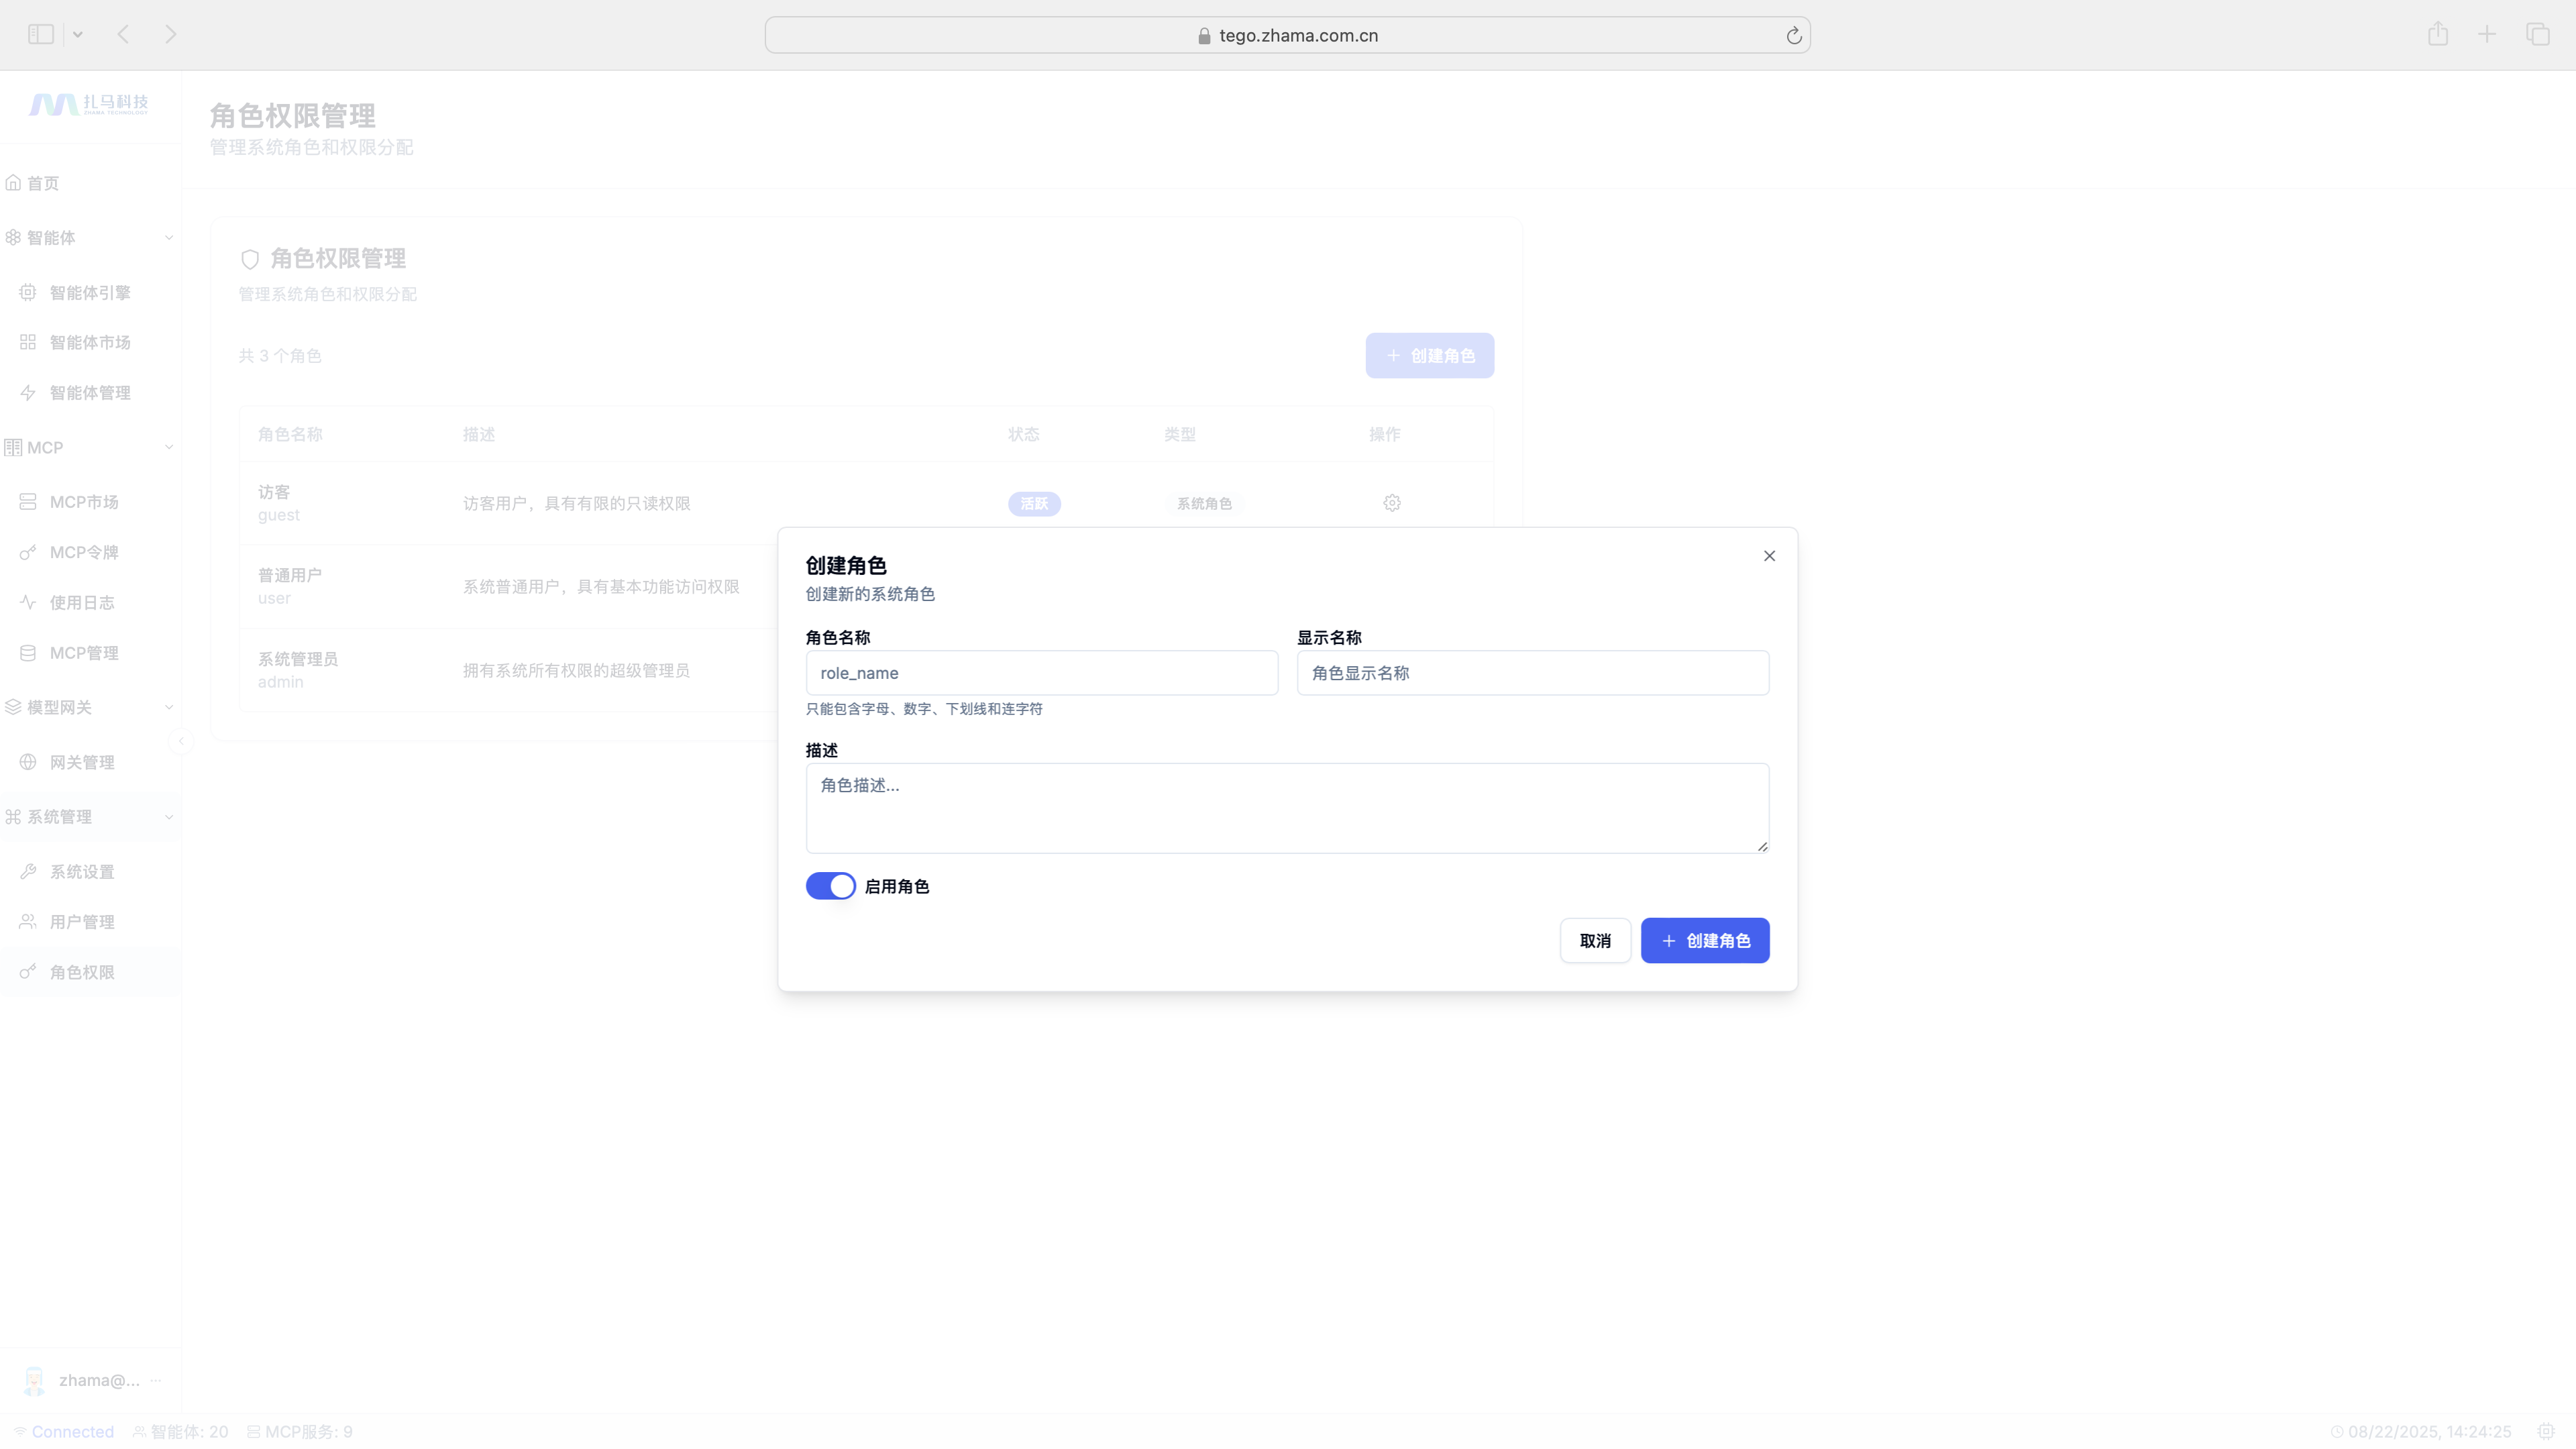 tego.zhama.com.cn
扎马科技
ZHAMA TECHNOLOGY
首页
智能体
智能体引擎
智能体市场
智能体管理
MCP
MCP市场
MCP令牌
使用日志
MCP管理
模型网关
网关管理
系统管理
系统设置
用户管理
角色权限
zhama@... ...
角色权限管理
管理系统角色和权限分配
角色权限管理
管理系统角色和权限分配
共 3 个角色
+ 创建角色
角色名称 描述 状态 类型 操作
访客
guest
访客用户，具有有限的只读权限 活跃 系统角色
普通用户
user
系统普通用户，具有基本功能访问权限
系统管理员
admin
拥有系统所有权限的超级管理员
创建角色
创建新的系统角色
角色名称 显示名称
role_name 角色显示名称
只能包含字母、数字、下划线和连字符
描述
角色描述...
启用角色
取消 + 创建角色
Connected 智能体: 20 MCP服务: 9 08/22/2025, 14:24:25